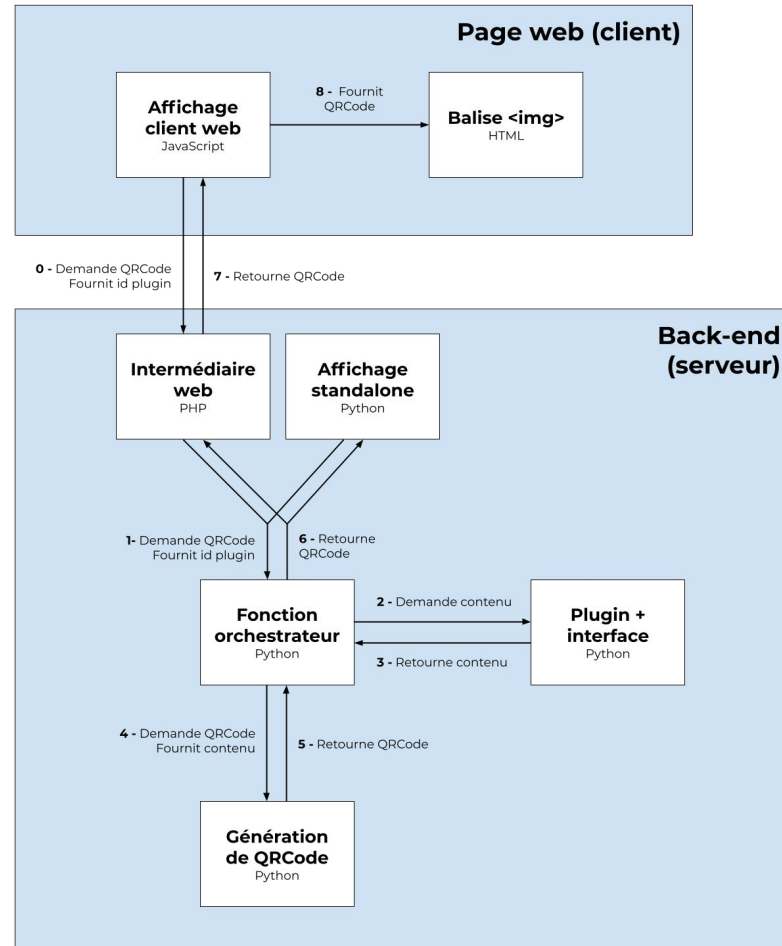 Page web (client)
Affichage
client web
JavaScript
8 - Fournit
QRCode
Balise <img>
HTML
0 - Demande QRCode
Fournit id plugin
7 - Retourne QRCode
Back-end
(serveur)
Intermédiaire
web
PHP
Affichage
standalone
Python
1- Demande QRCode
Fournit id plugin
6 - Retourne
QRCode
Fonction
orchestrateur
Python
2 - Demande contenu
3 - Retourne contenu
Plugin +
interface
Python
4 - Demande QRCode
Fournit contenu
5 - Retourne QRCode
Génération
de QRCode
Python